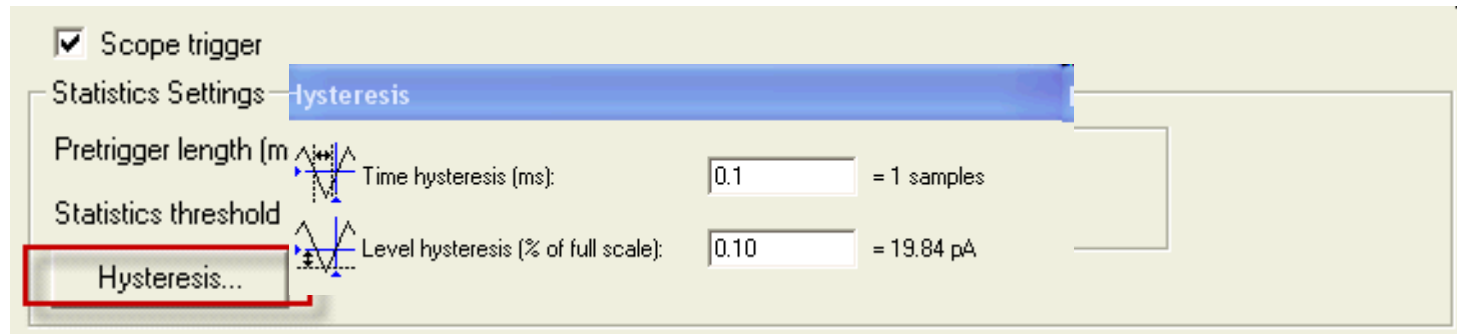 Scope trigger
Statistics Settings
Hysteresis
Pretrigger length (m
Time hysteresis (ms): 0.1 = 1 samples
Statistics threshold
Level hysteresis (% of full scale): 0.10 = 19.84 pA
Hysteresis...